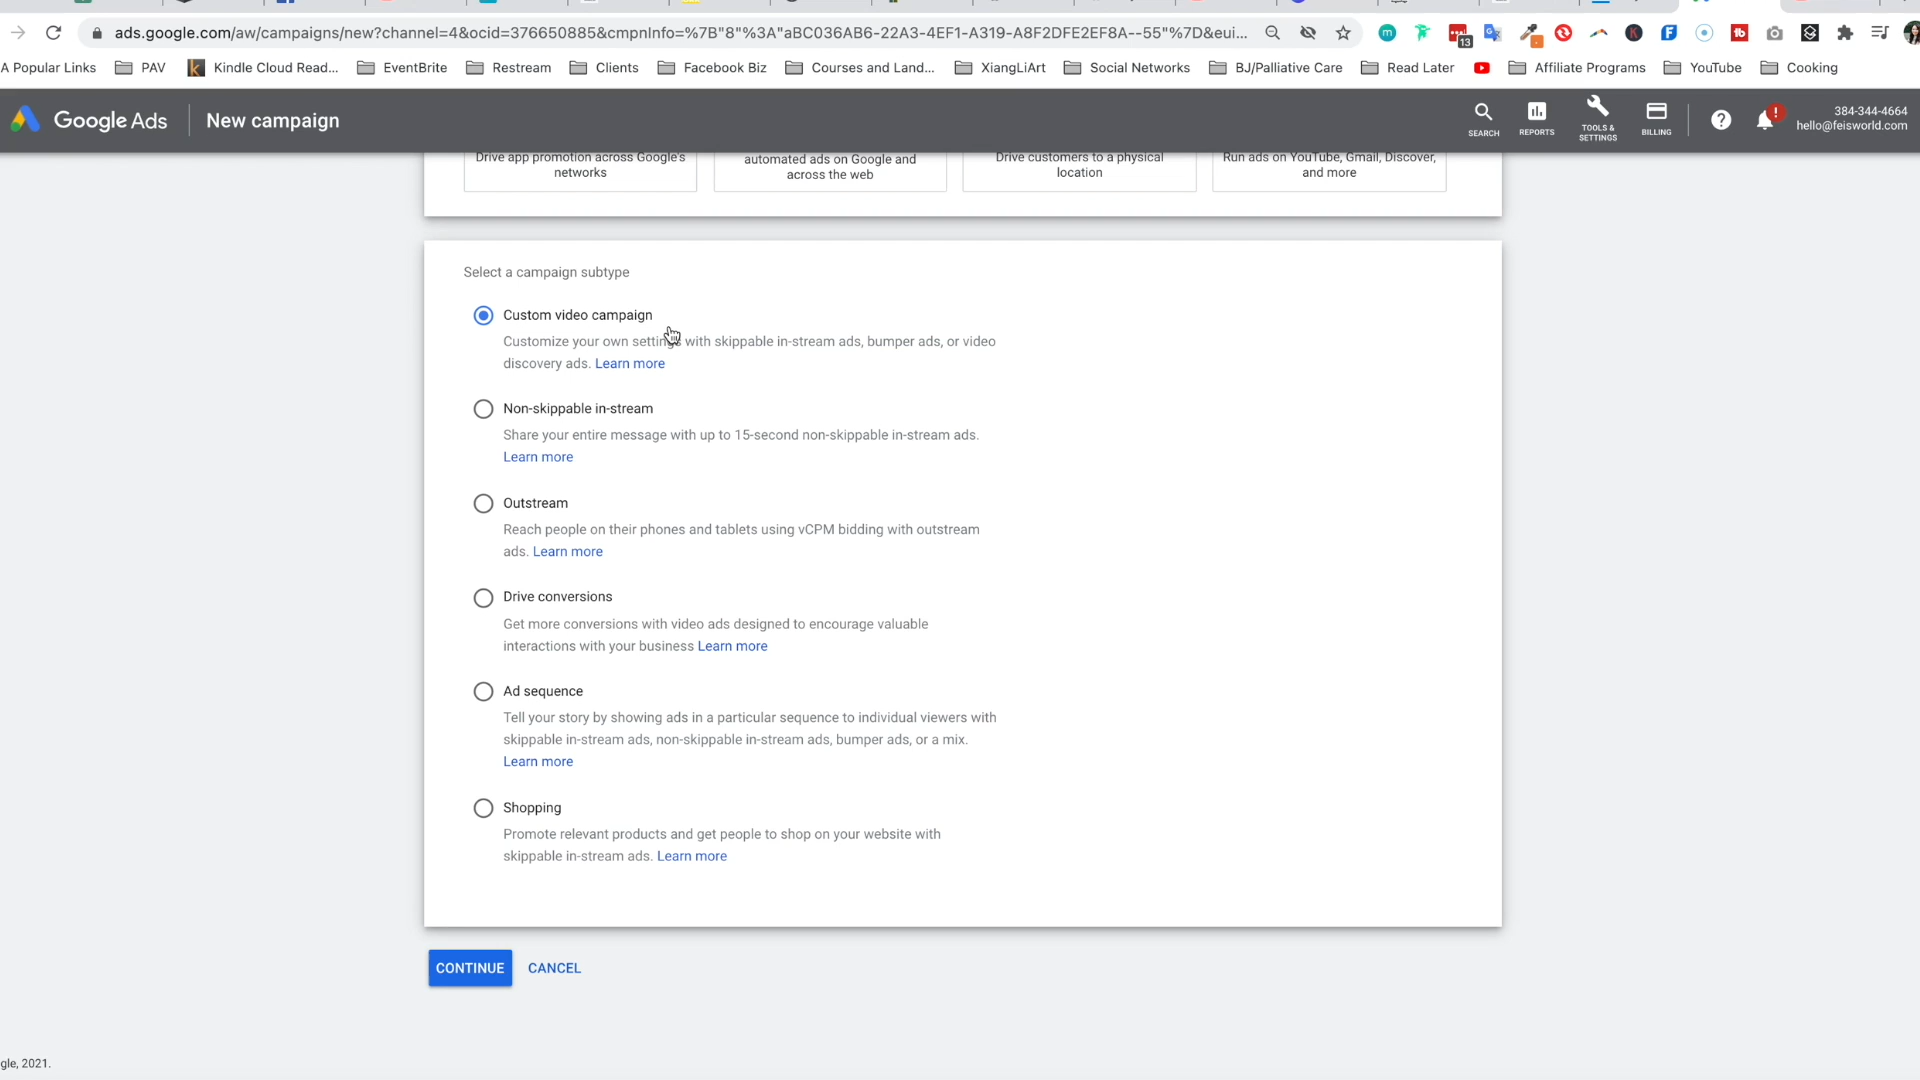 ads.google.com/aw/campaigns/new?channel=4&ocid=376650885&cmpnInfo=%7B"8"%3A"aBC036AB6-22A3-4EF1-A319-A8F2DFE2EF8A--55"%7D&eui...
13
A Popular Links
PAV
Kindle Cloud Read...
EventBrite
Restream
Clients
Facebook Biz
Courses and Land...
XiangLiArt
Social Networks
BJ/Palliative Care
Read Later
Affiliate Programs
YouTube
Cooking
Google Ads
New campaign
SEARCH
REPORTS
TOOLS &
SETTINGS
BILLING
384-344-4664
hello@feisworld.com
Drive app promotion across Google's
networks
automated ads on Google and
across the web
Drive customers to a physical
location
Run ads on YouTube, Gmail, Discover,
and more
Select a campaign subtype
Custom video campaign
Customize your own settings with skippable in-stream ads, bumper ads, or video
discovery ads. Learn more
Non-skippable in-stream
Share your entire message with up to 15-second non-skippable in-stream ads.
Learn more
Outstream
Reach people on their phones and tablets using vCPM bidding with outstream
ads. Learn more
Drive conversions
Get more conversions with video ads designed to encourage valuable
interactions with your business Learn more
Ad sequence
Tell your story by showing ads in a particular sequence to individual viewers with
skippable in-stream ads, non-skippable in-stream ads, bumper ads, or a mix.
Learn more
Shopping
Promote relevant products and get people to shop on your website with
skippable in-stream ads. Learn more
CONTINUE
CANCEL
gle, 2021.